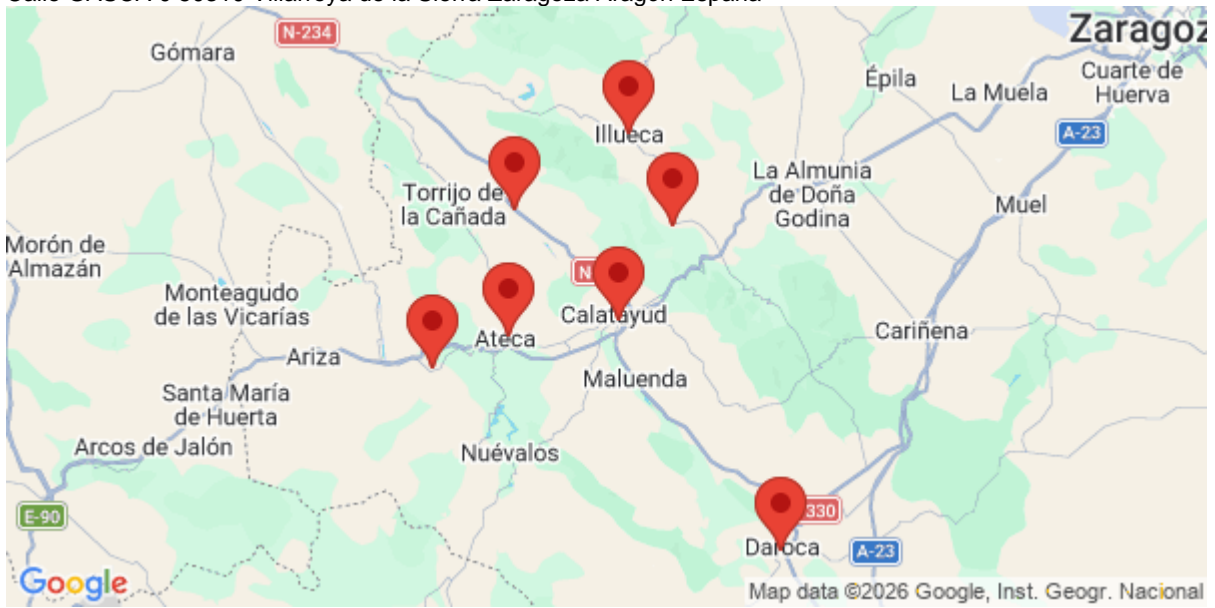 Calle Villarroya de la Sierra Zaragoza Aragón España
N-234
Zaragoz
Gómara
Cuarte de
Huerva
Épila
La Muela
Illueca
A-23
La Almunia
de Doña
Godina
Torrijo de
la Cañada
Muel
Morón de
Almazán
N
Monteagudo
de las Vicarías
Calatayud
Cariñena
Ateca
Ariza
Maluenda
Santa María
de Huerta
Arcos de Jalón
Nuévalos
E-90
330
Daroca
A-23
Google
Map data ©2026 Google, Inst. Geogr. Nacional